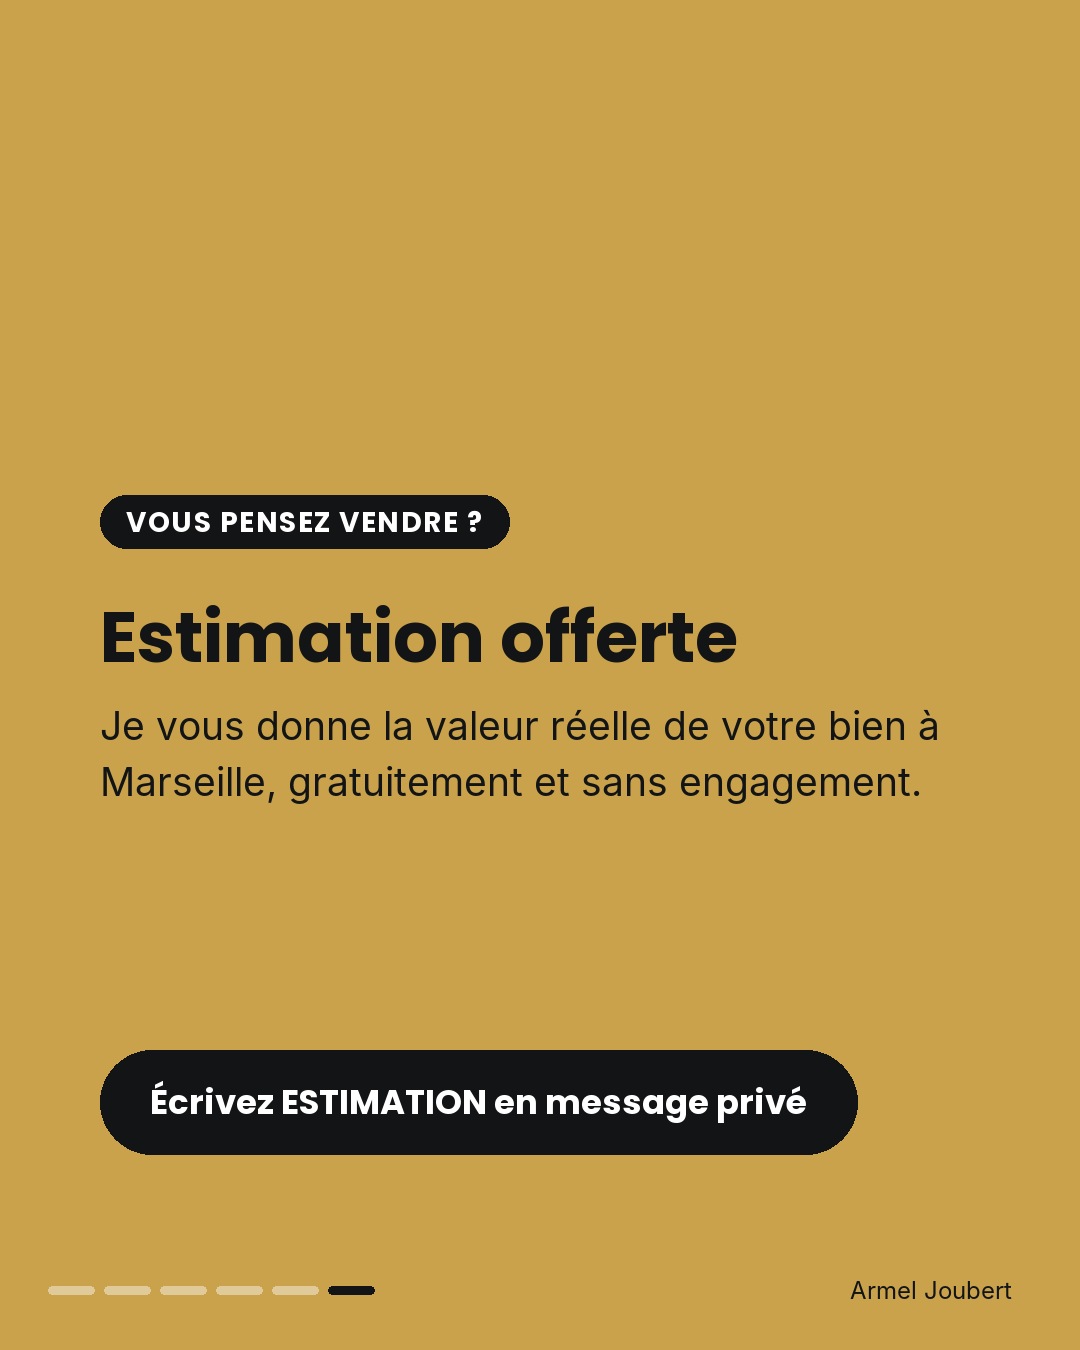 VOUS PENSEZ VENDRE ?
Estimation offerte
Je vous donne la valeur réelle de votre bien à
Marseille, gratuitement et sans engagement.
Écrivez ESTIMATION en message privé
Armel Joubert